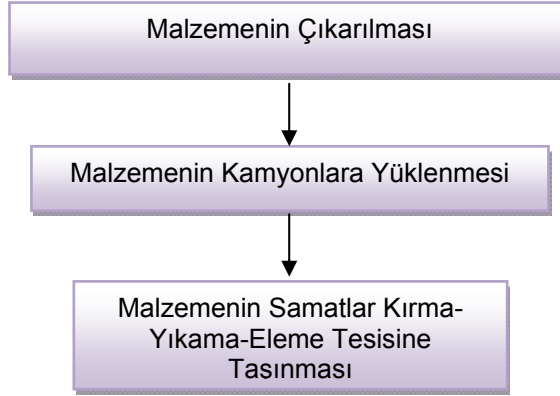 Malzemenin Çıkarılması
Malzemenin Kamyonlara Yüklenmesi
Malzemenin Samatlar Kırma-
Yıkama-Eleme Tesisine
Taşınması